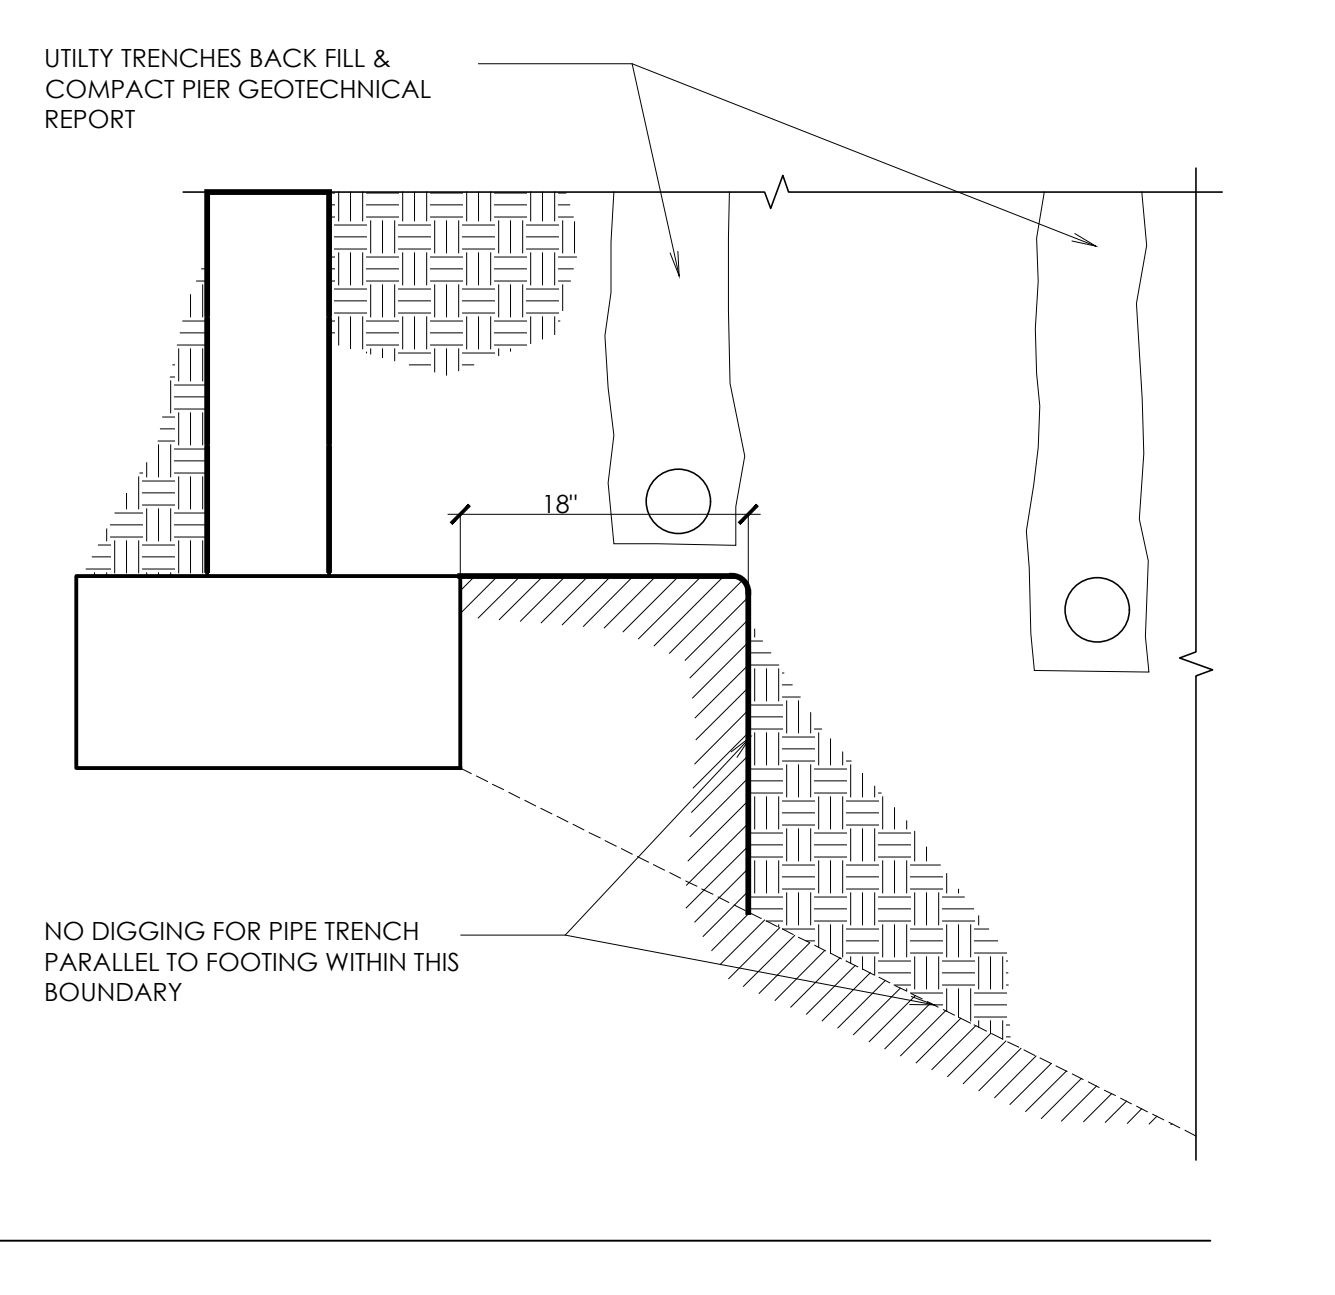 UTILTY TRENCHES BACK FILL &
COMPACT PIER GEOTECHNICAL
REPORT
18"
NO DIGGING FOR PIPE TRENCH
PARALLEL TO FOOTING WITHIN THIS
BOUNDARY